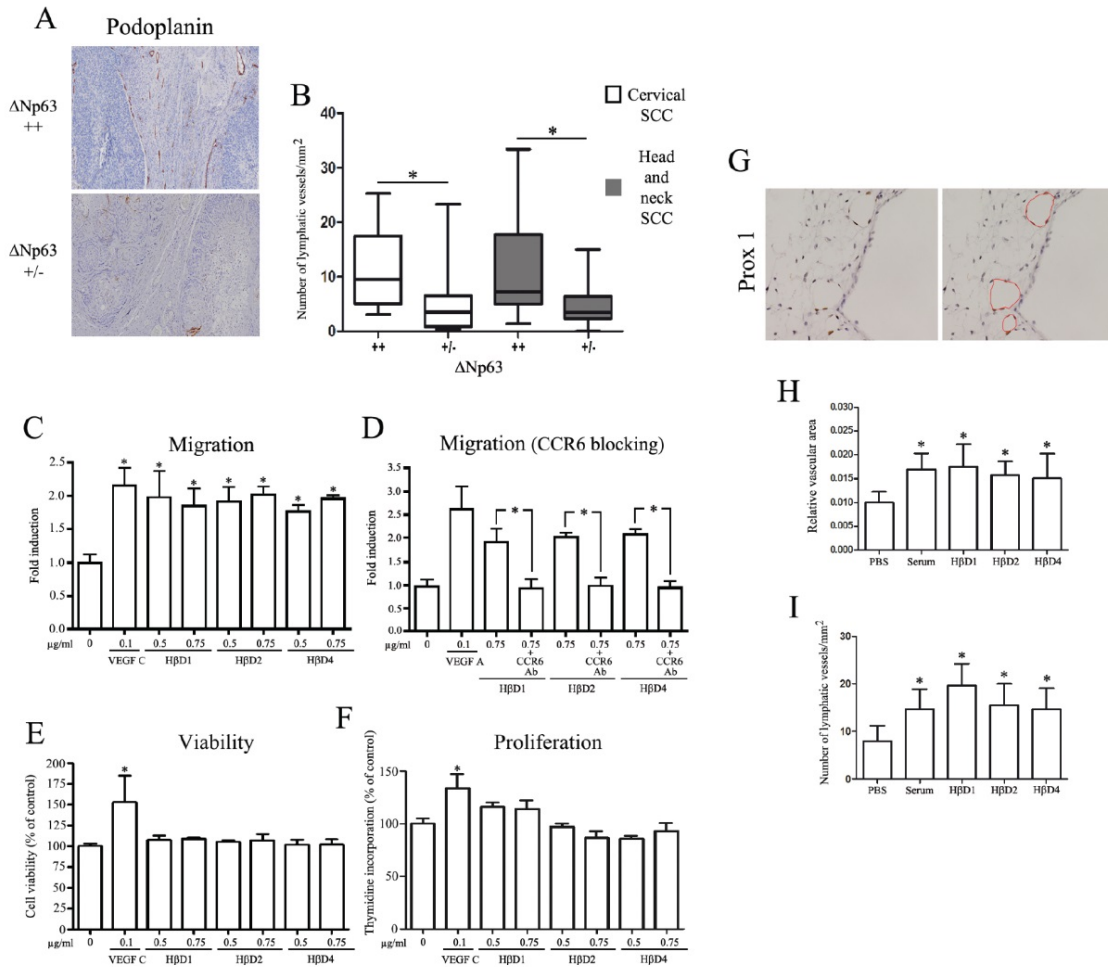 A
Podoplanin
ΔNp63
++
ΔNp63
+/-
B
Number of lymphatic vessels/mm²
40
30
20
10
0
++ +/- ++ +/-
ΔNp63
* *
Cervical
SCC
Head
and
neck
SCC
G
Prox 1
C
Migration
Fold induction
2.5
2.0
1.5
1.0
0.5
0.0
* * * * * * *
µg/ml 0 0.1 0.5 0.75 0.5 0.75 0.5 0.75
VEGF C HβD1 HβD2 HβD4
D
Migration (CCR6 blocking)
Fold induction
3.5
3.0
2.5
2.0
1.5
1.0
0.5
0.0
* * *
0 0.1 0.75 0.75 0.75 0.75 0.75 0.75
+ + +
VEGF A CCR6 CCR6 CCR6
Ab Ab Ab
HβD1 HβD2 HβD4
H
Relative vascular area
0.030
0.025
0.020
0.015
0.010
0.005
0.000
* * * *
PBS Serum HβD1 HβD2 HβD4
E
Viability
Cell viability (% of control)
200
175
150
125
100
75
50
25
0
*
µg/ml 0 0.1 0.5 0.75 0.5 0.75 0.5 0.75
VEGF C HβD1 HβD2 HβD4
F
Proliferation
Thymidine incorporation (% of control)
150
100
50
0
*
µg/ml 0 0.1 0.5 0.75 0.5 0.75 0.5 0.75
VEGF C HβD1 HβD2 HβD4
I
Number of lymphatic vessels/mm²
30
20
10
0
* * * *
PBS Serum HβD1 HβD2 HβD4